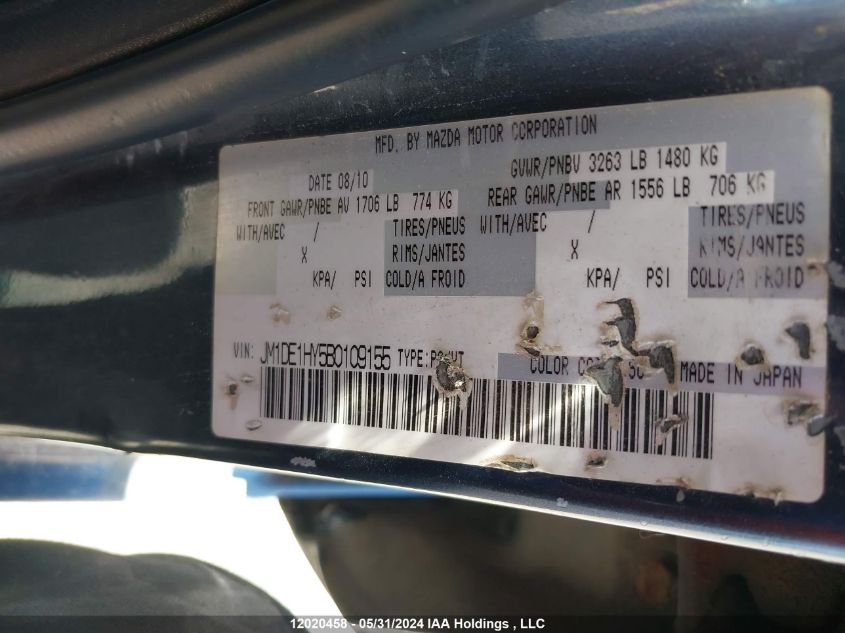 MFD. BY MAZDA MOTOR CORPORATION
DATE 08/10 GVWR/PNBV 3263 LB 1480 KG
FRONT GAWR/PNBE AV 1706 LB 774 KG REAR GAWR/PNBE AR 1556 LB 706 KG
WITH/AVEC / TIRES/PNEUS WITH/AVEC / TIRES/PNEUS
X RIMS/JANTES X RIMS/JANTES
KPA/ PSI COLD/A FROID KPA/ PSI COLD/A FROID
VIN: JM1DE1HY5B0109155 TYPE: COLOR MADE IN JAPAN
12020458 - 05/31/2024 IAA Holdings , LLC